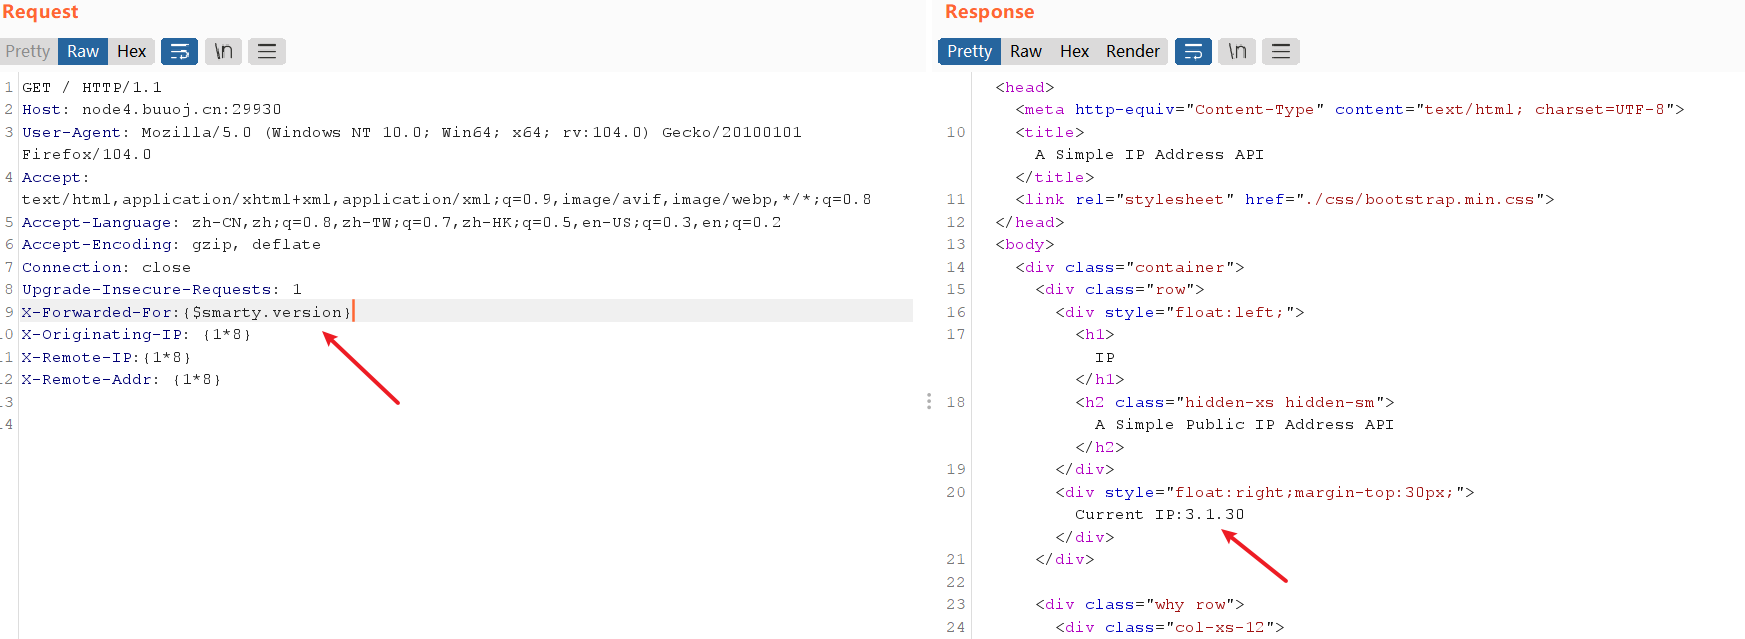 Request
Pretty Raw Hex \n
1 GET / HTTP/1.1
2 Host: node4.buuoj.cn:29930
3 User-Agent: Mozilla/5.0 (Windows NT 10.0; Win64; x64; rv:104.0) Gecko/20100101
Firefox/104.0
4 Accept:
text/html,application/xhtml+xml,application/xml;q=0.9,image/avif,image/webp,*/*;q=0.8
5 Accept-Language: zh-CN,zh;q=0.8,zh-TW;q=0.7,zh-HK;q=0.5,en-US;q=0.3,en;q=0.2
6 Accept-Encoding: gzip, deflate
7 Connection: close
8 Upgrade-Insecure-Requests: 1
9 X-Forwarded-For:{$smarty.version}
10 X-Originating-IP: {1*8}
11 X-Remote-IP:{1*8}
12 X-Remote-Addr: {1*8}
13
14
Response
Pretty Raw Hex Render \n
<head>
<meta http-equiv="Content-Type" content="text/html; charset=UTF-8">
10 <title>
A Simple IP Address API
</title>
11 <link rel="stylesheet" href="./css/bootstrap.min.css">
12 </head>
13 <body>
14 <div class="container">
15 <div class="row">
16 <div style="float:left;">
17 <h1>
IP
</h1>
18 <h2 class="hidden-xs hidden-sm">
A Simple Public IP Address API
</h2>
19 </div>
20 <div style="float:right;margin-top:30px;">
Current IP:3.1.30
</div>
21 </div>
22
23 <div class="why row">
24 <div class="col-xs-12">